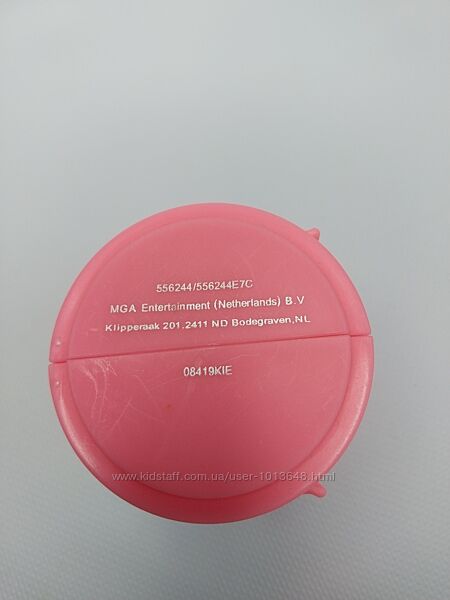 556244/556244E7C
MGA Entertainment (Netherlands) B.V
Klipperaak 201,2411 ND Bodegraven,NL
08419KIE
www.kidstaff.com.ua/user-1013648.html